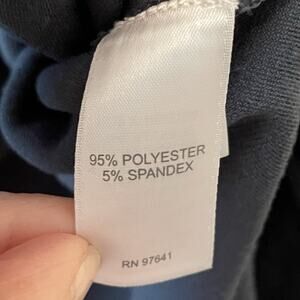 95% POLYESTER
5% SPANDEX
RN 97641